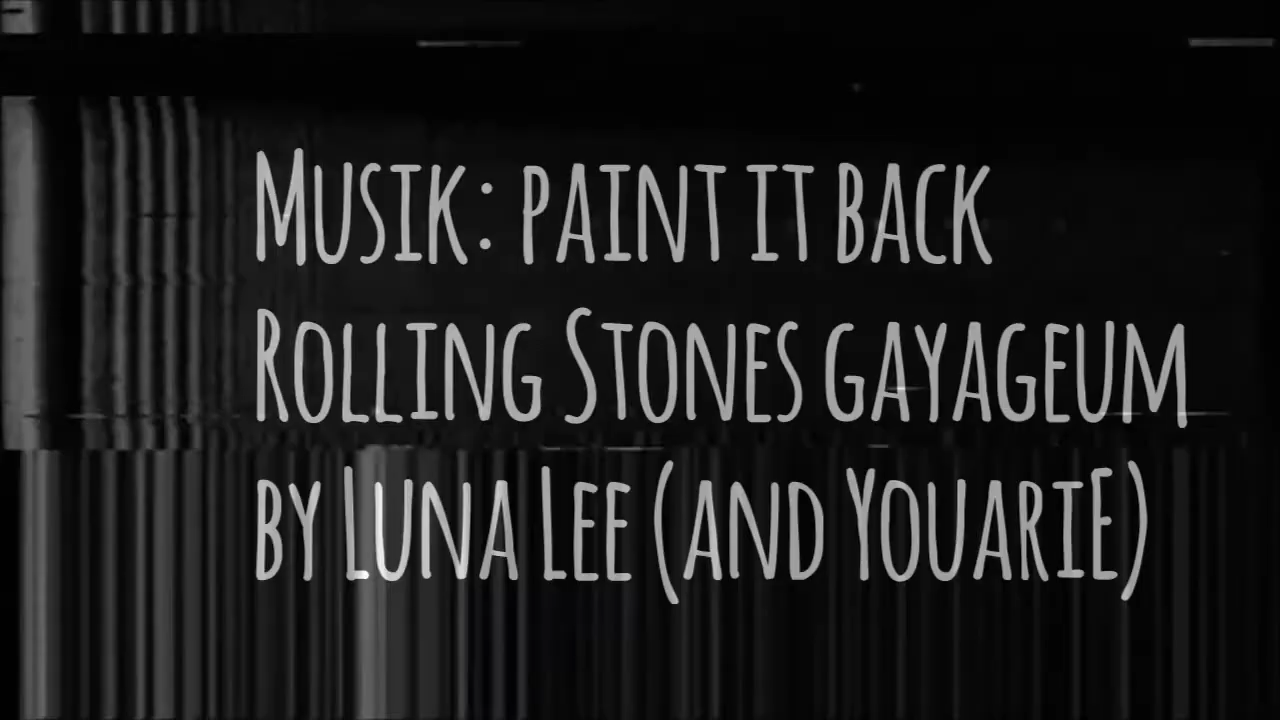 Musik: paint it back
Rolling Stones gayageum
by Luna Lee (and YouariE)